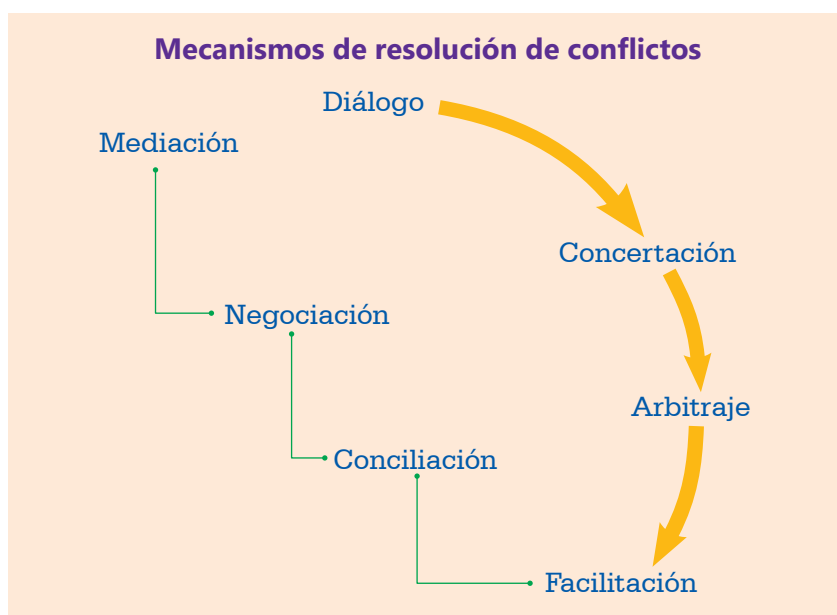 Mecanismos de resolución de conflictos
Diálogo
Mediación
Concertación
Negociación
Arbitraje
Conciliación
Facilitación